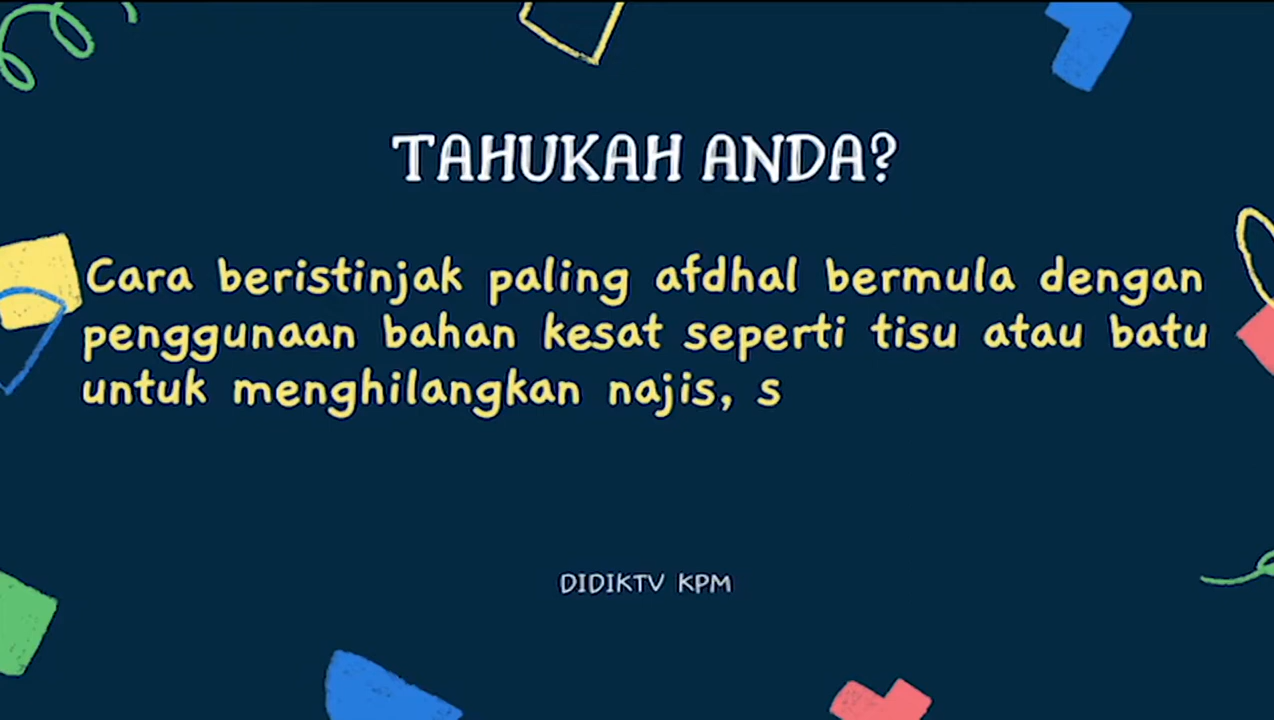 TAHUKAH ANDA?
Cara beristinjak paling afdhal bermula dengan
penggunaan bahan kesat seperti tisu atau batu
untuk menghilangkan najis, s
DIDIKTV KPM